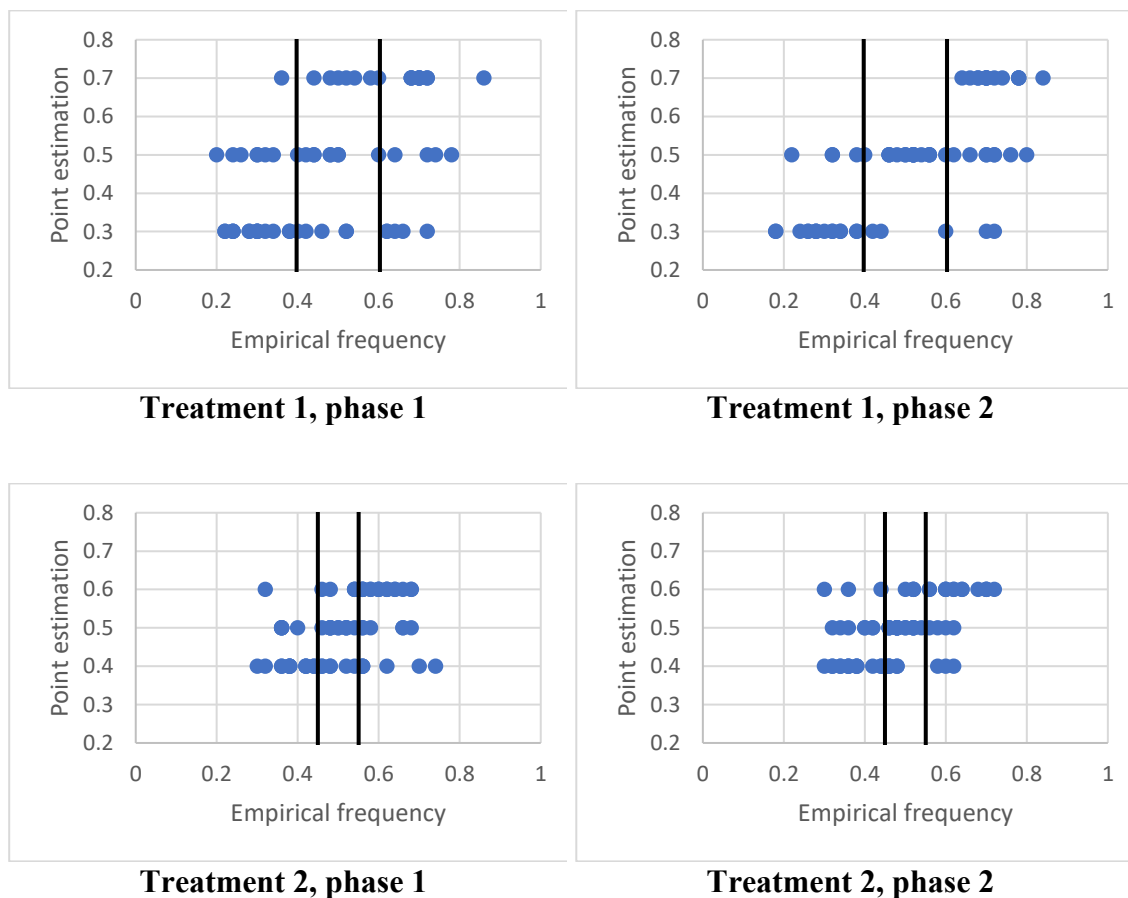 0.8
0.7
0.6
0.5
0.4
0.3
0.2
Point estimation
0 0.2 0.4 0.6 0.8 1
Empirical frequency
Treatment 1, phase 1
0.8
0.7
0.6
0.5
0.4
0.3
0.2
Point estimation
0 0.2 0.4 0.6 0.8 1
Empirical frequency
Treatment 1, phase 2
0.8
0.7
0.6
0.5
0.4
0.3
0.2
Point estimation
0 0.2 0.4 0.6 0.8 1
Empirical frequency
Treatment 2, phase 1
0.8
0.7
0.6
0.5
0.4
0.3
0.2
Point estimation
0 0.2 0.4 0.6 0.8 1
Empirical frequency
Treatment 2, phase 2